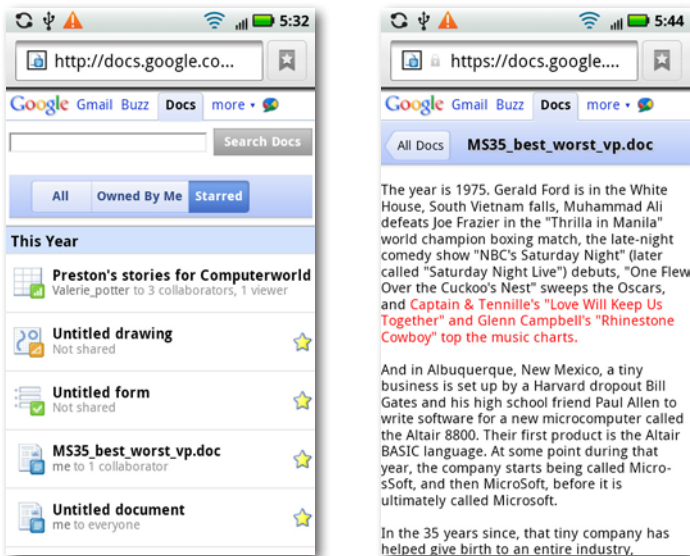 5:32
http://docs.google.co...
Google Gmail Buzz Docs more
Search Docs
All Owned By Me Starred
This Year
Preston's stories for Computerworld
Valerie_potter to 3 collaborators, 1 viewer
Untitled drawing
Not shared
Untitled form
Not shared
MS35_best_worst_vp.doc
me to 1 collaborator
Untitled document
me to everyone
5:44
https://docs.google....
Google Gmail Buzz Docs more
All Docs MS35_best_worst_vp.doc
The year is 1975. Gerald Ford is in the White
House, South Vietnam falls, Muhammad Ali
defeats Joe Frazier in the "Thrilla in Manila"
world champion boxing match, the late-night
comedy show "NBC's Saturday Night" (later
called "Saturday Night Live") debuts, "One Flew
Over the Cuckoo's Nest" sweeps the Oscars,
and Captain & Tennille's "Love Will Keep Us
Together" and Glenn Campbell's "Rhinestone
Cowboy" top the music charts.
And in Albuquerque, New Mexico, a tiny
business is set up by a Harvard dropout Bill
Gates and his high school friend Paul Allen to
write software for a new microcomputer called
the Altair 8800. Their first product is the Altair
BASIC language. At some point during that
year, the company starts being called Micro-
sSoft, and then MicroSoft, before it is
ultimately called Microsoft.
In the 35 years since, that tiny company has
helped give birth to an entire industry,